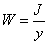 W = J/y